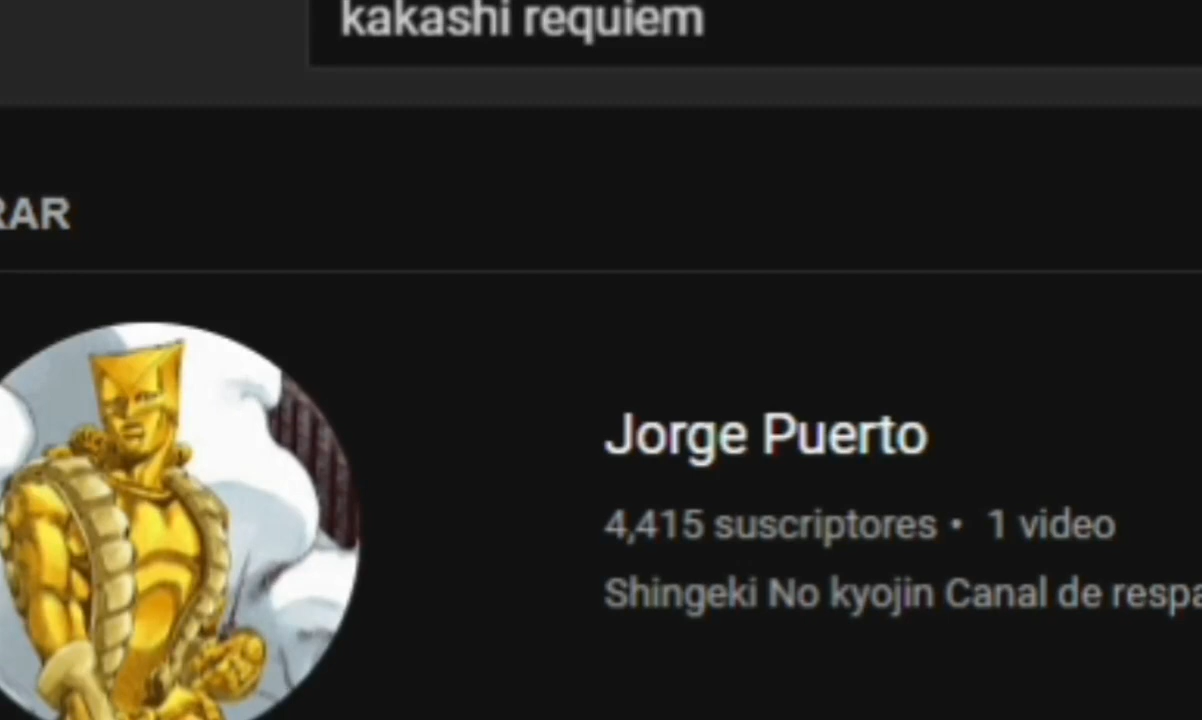 kakashi requiem
RAR
Jorge Puerto
4,415 suscriptores • 1 video
Shingeki No kyojin Canal de respa